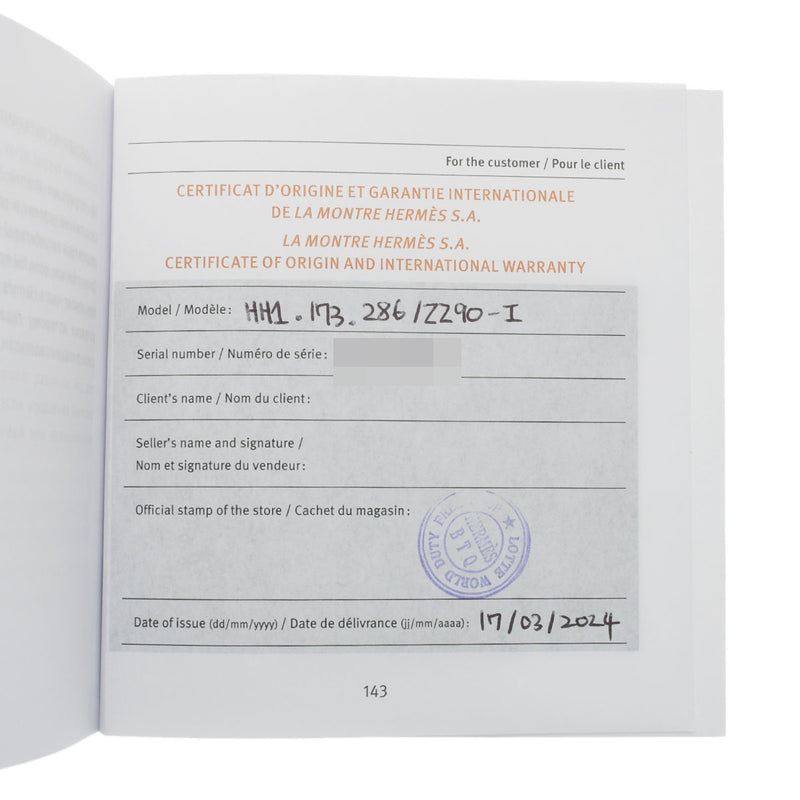 For the customer / Pour le client
CERTIFICAT D'ORIGINE ET GARANTIE INTERNATIONALE
DE LA MONTRE HERMÈS S.A.
LA MONTRE HERMÈS S.A.
CERTIFICATE OF ORIGIN AND INTERNATIONAL WARRANTY
Model / Modèle: HH1.173.286/ZZ90-I
Serial number / Numéro de série:
Client's name / Nom du client:
Seller's name and signature /
Nom et signature du vendeur:
Official stamp of the store / Cachet du magasin:
LOTTE WORLD DUTY
HERMÈS
BTQ
Date of issue (dd/mm/yyyy) / Date de délivrance (jj/mm/aaaa): 17/03/2024
143